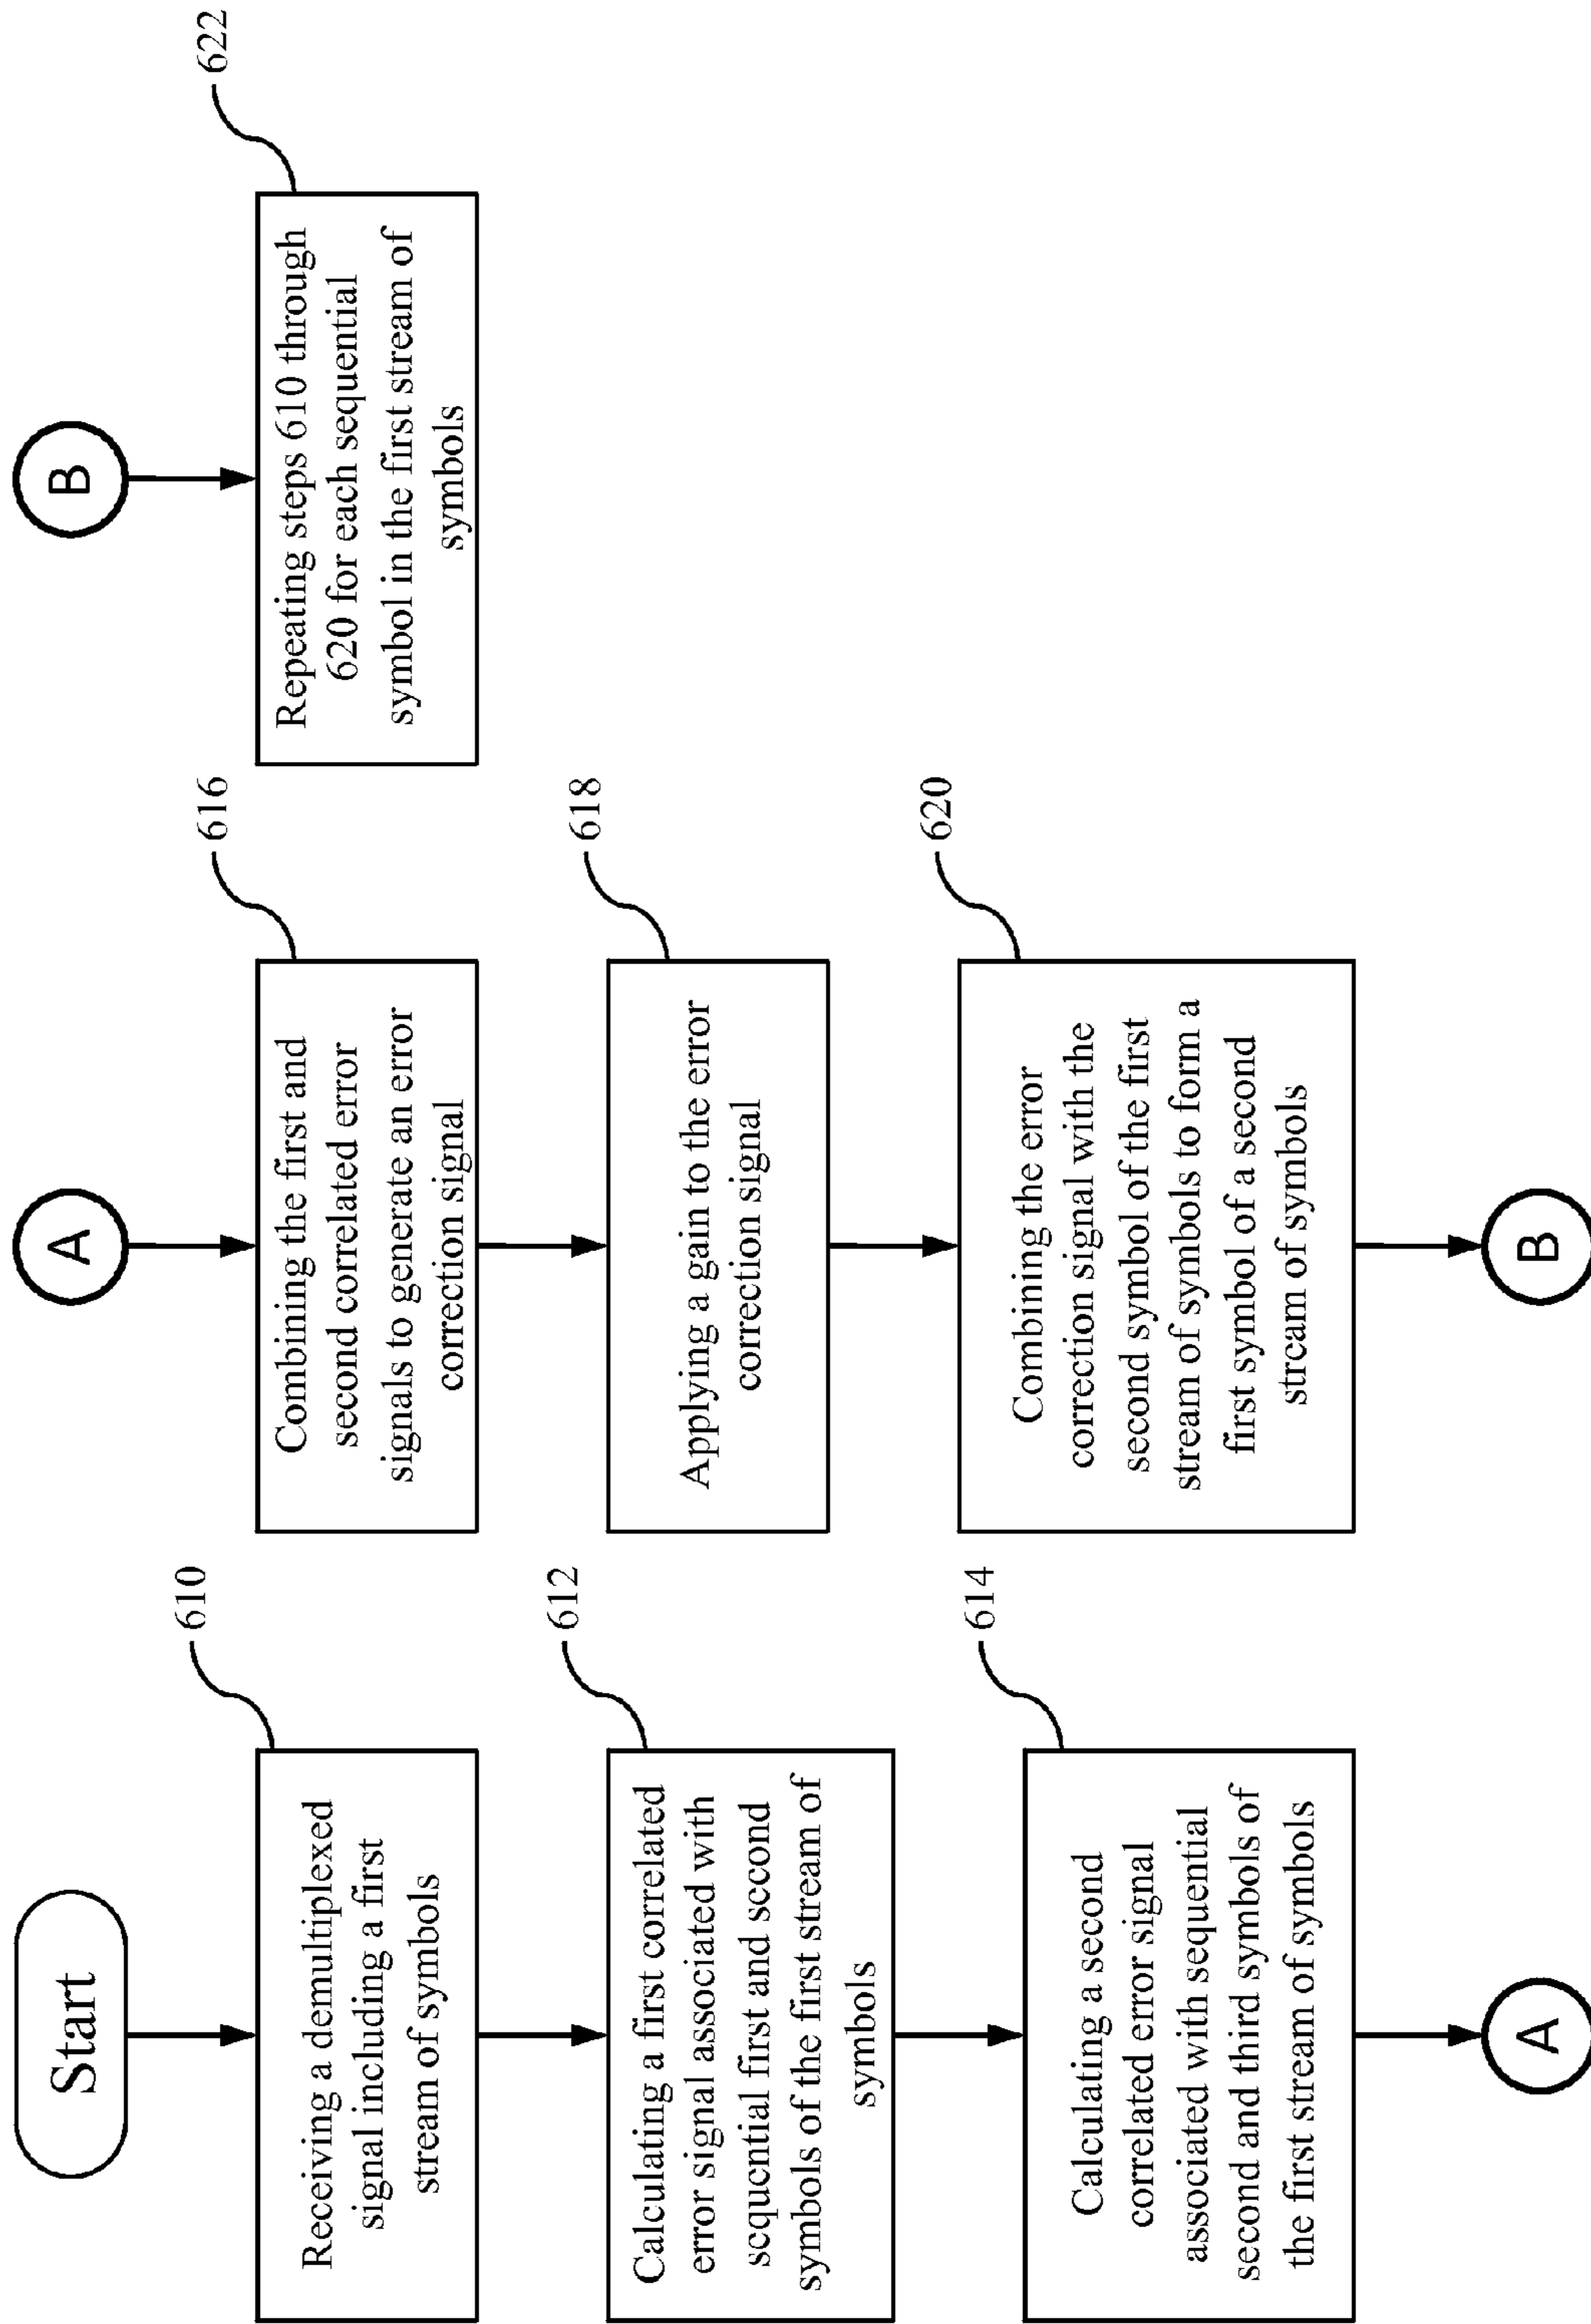 Start
610
Receiving a demultiplexed
signal including a first
stream of symbols
612
Calculating a first correlated
error signal associated with
sequential first and second
symbols of the first stream of
symbols
614
Calculating a second
correlated error signal
associated with sequential
second and third symbols of
the first stream of symbols
A
A
616
Combining the first and
second correlated error
signals to generate an error
correction signal
618
Applying a gain to the error
correction signal
620
Combining the error
correction signal with the
second symbol of the first
stream of symbols to form a
first symbol of a second
stream of symbols
B
B
622
Repeating steps 610 through
620 for each sequential
symbol in the first stream of
symbols